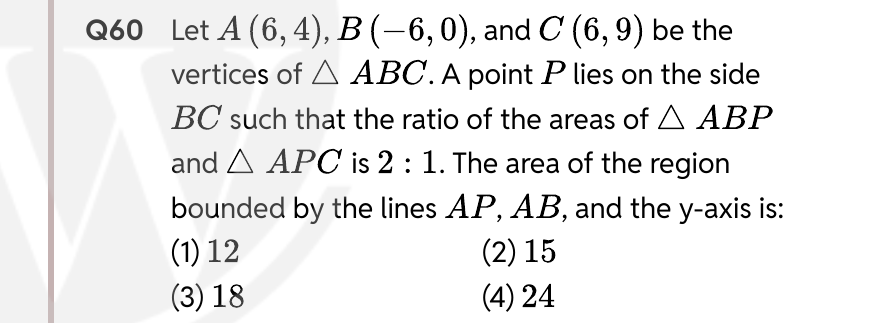 Q60 Let A (6, 4), B (−6, 0), and C (6, 9) be the
vertices of △ ABC. A point P lies on the side
BC such that the ratio of the areas of △ ABP
and △ APC is 2 : 1. The area of the region
bounded by the lines AP, AB, and the y-axis is:
(1) 12 (2) 15
(3) 18 (4) 24